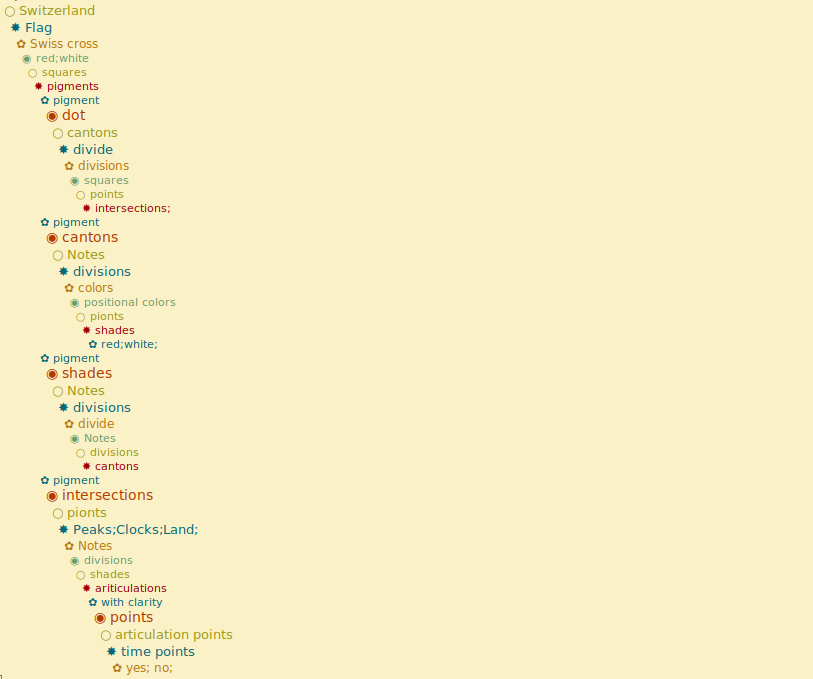 Switzerland
Flag
Swiss cross
red;white
squares
pigments
pigment
dot
cantons
divide
divisions
squares
points
intersections;
pigment
cantons
Notes
divisions
colors
positional colors
pionts
shades
red;white;
pigment
shades
Notes
divisions
divide
Notes
divisions
cantons
pigment
intersections
pionts
Peaks;Clocks;Land;
Notes
divisions
shades
ariticulations
with clarity
points
articulation points
time points
yes; no;